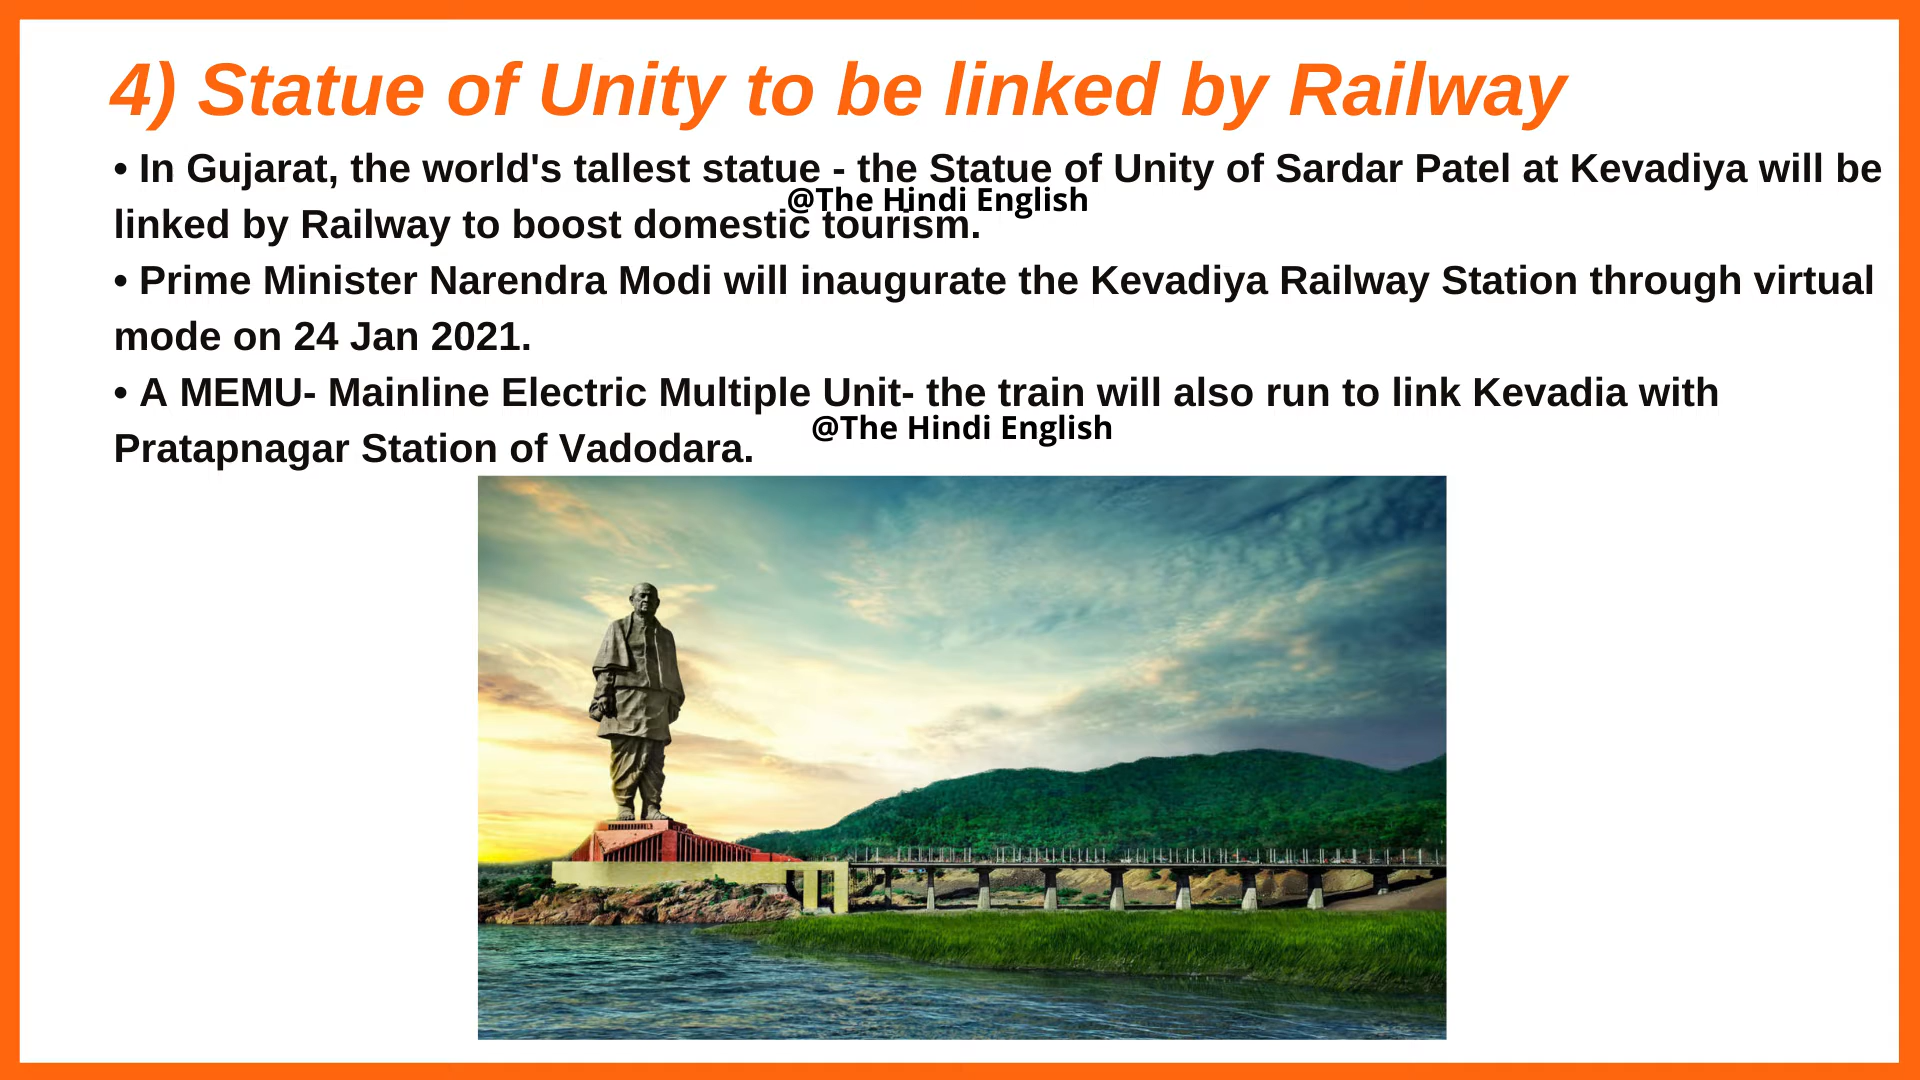 4) Statue of Unity to be linked by Railway
• In Gujarat, the world's tallest statue - the Statue of Unity of Sardar Patel at Kevadiya will be
@The Hindi English
linked by Railway to boost domestic tourism.
• Prime Minister Narendra Modi will inaugurate the Kevadiya Railway Station through virtual
mode on 24 Jan 2021.
• A MEMU- Mainline Electric Multiple Unit- the train will also run to link Kevadia with
@The Hindi English
Pratapnagar Station of Vadodara.